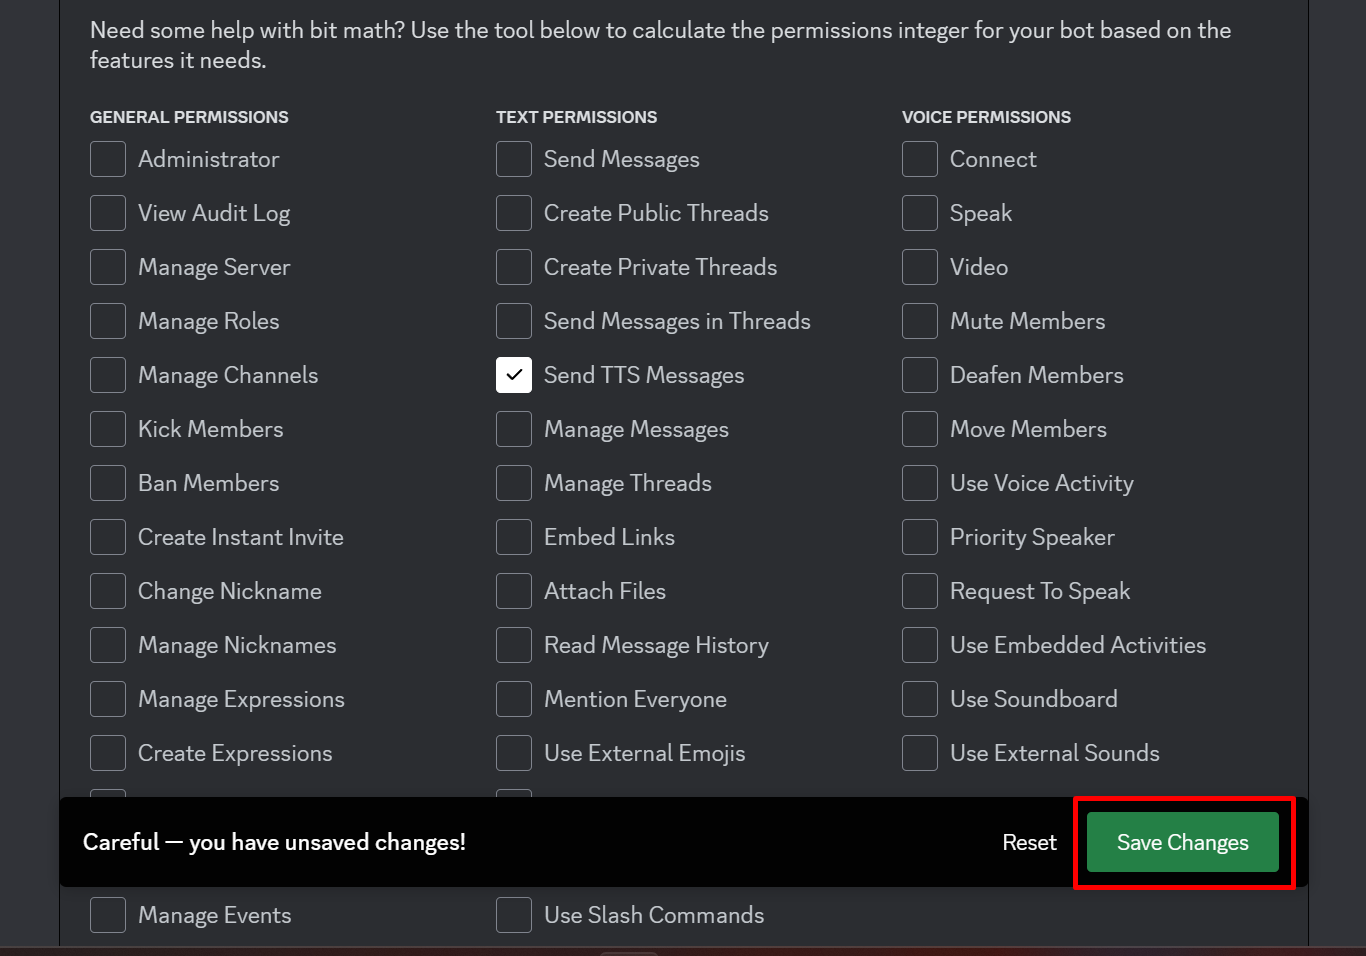 Need some help with bit math? Use the tool below to calculate the permissions integer for your bot based on the
features it needs.
GENERAL PERMISSIONS
Administrator
View Audit Log
Manage Server
Manage Roles
Manage Channels
Kick Members
Ban Members
Create Instant Invite
Change Nickname
Manage Nicknames
Manage Expressions
Create Expressions
Manage Events
TEXT PERMISSIONS
Send Messages
Create Public Threads
Create Private Threads
Send Messages in Threads
Send TTS Messages
Manage Messages
Manage Threads
Embed Links
Attach Files
Read Message History
Mention Everyone
Use External Emojis
Use Slash Commands
VOICE PERMISSIONS
Connect
Speak
Video
Mute Members
Deafen Members
Move Members
Use Voice Activity
Priority Speaker
Request To Speak
Use Embedded Activities
Use Soundboard
Use External Sounds
Careful — you have unsaved changes!
Reset
Save Changes